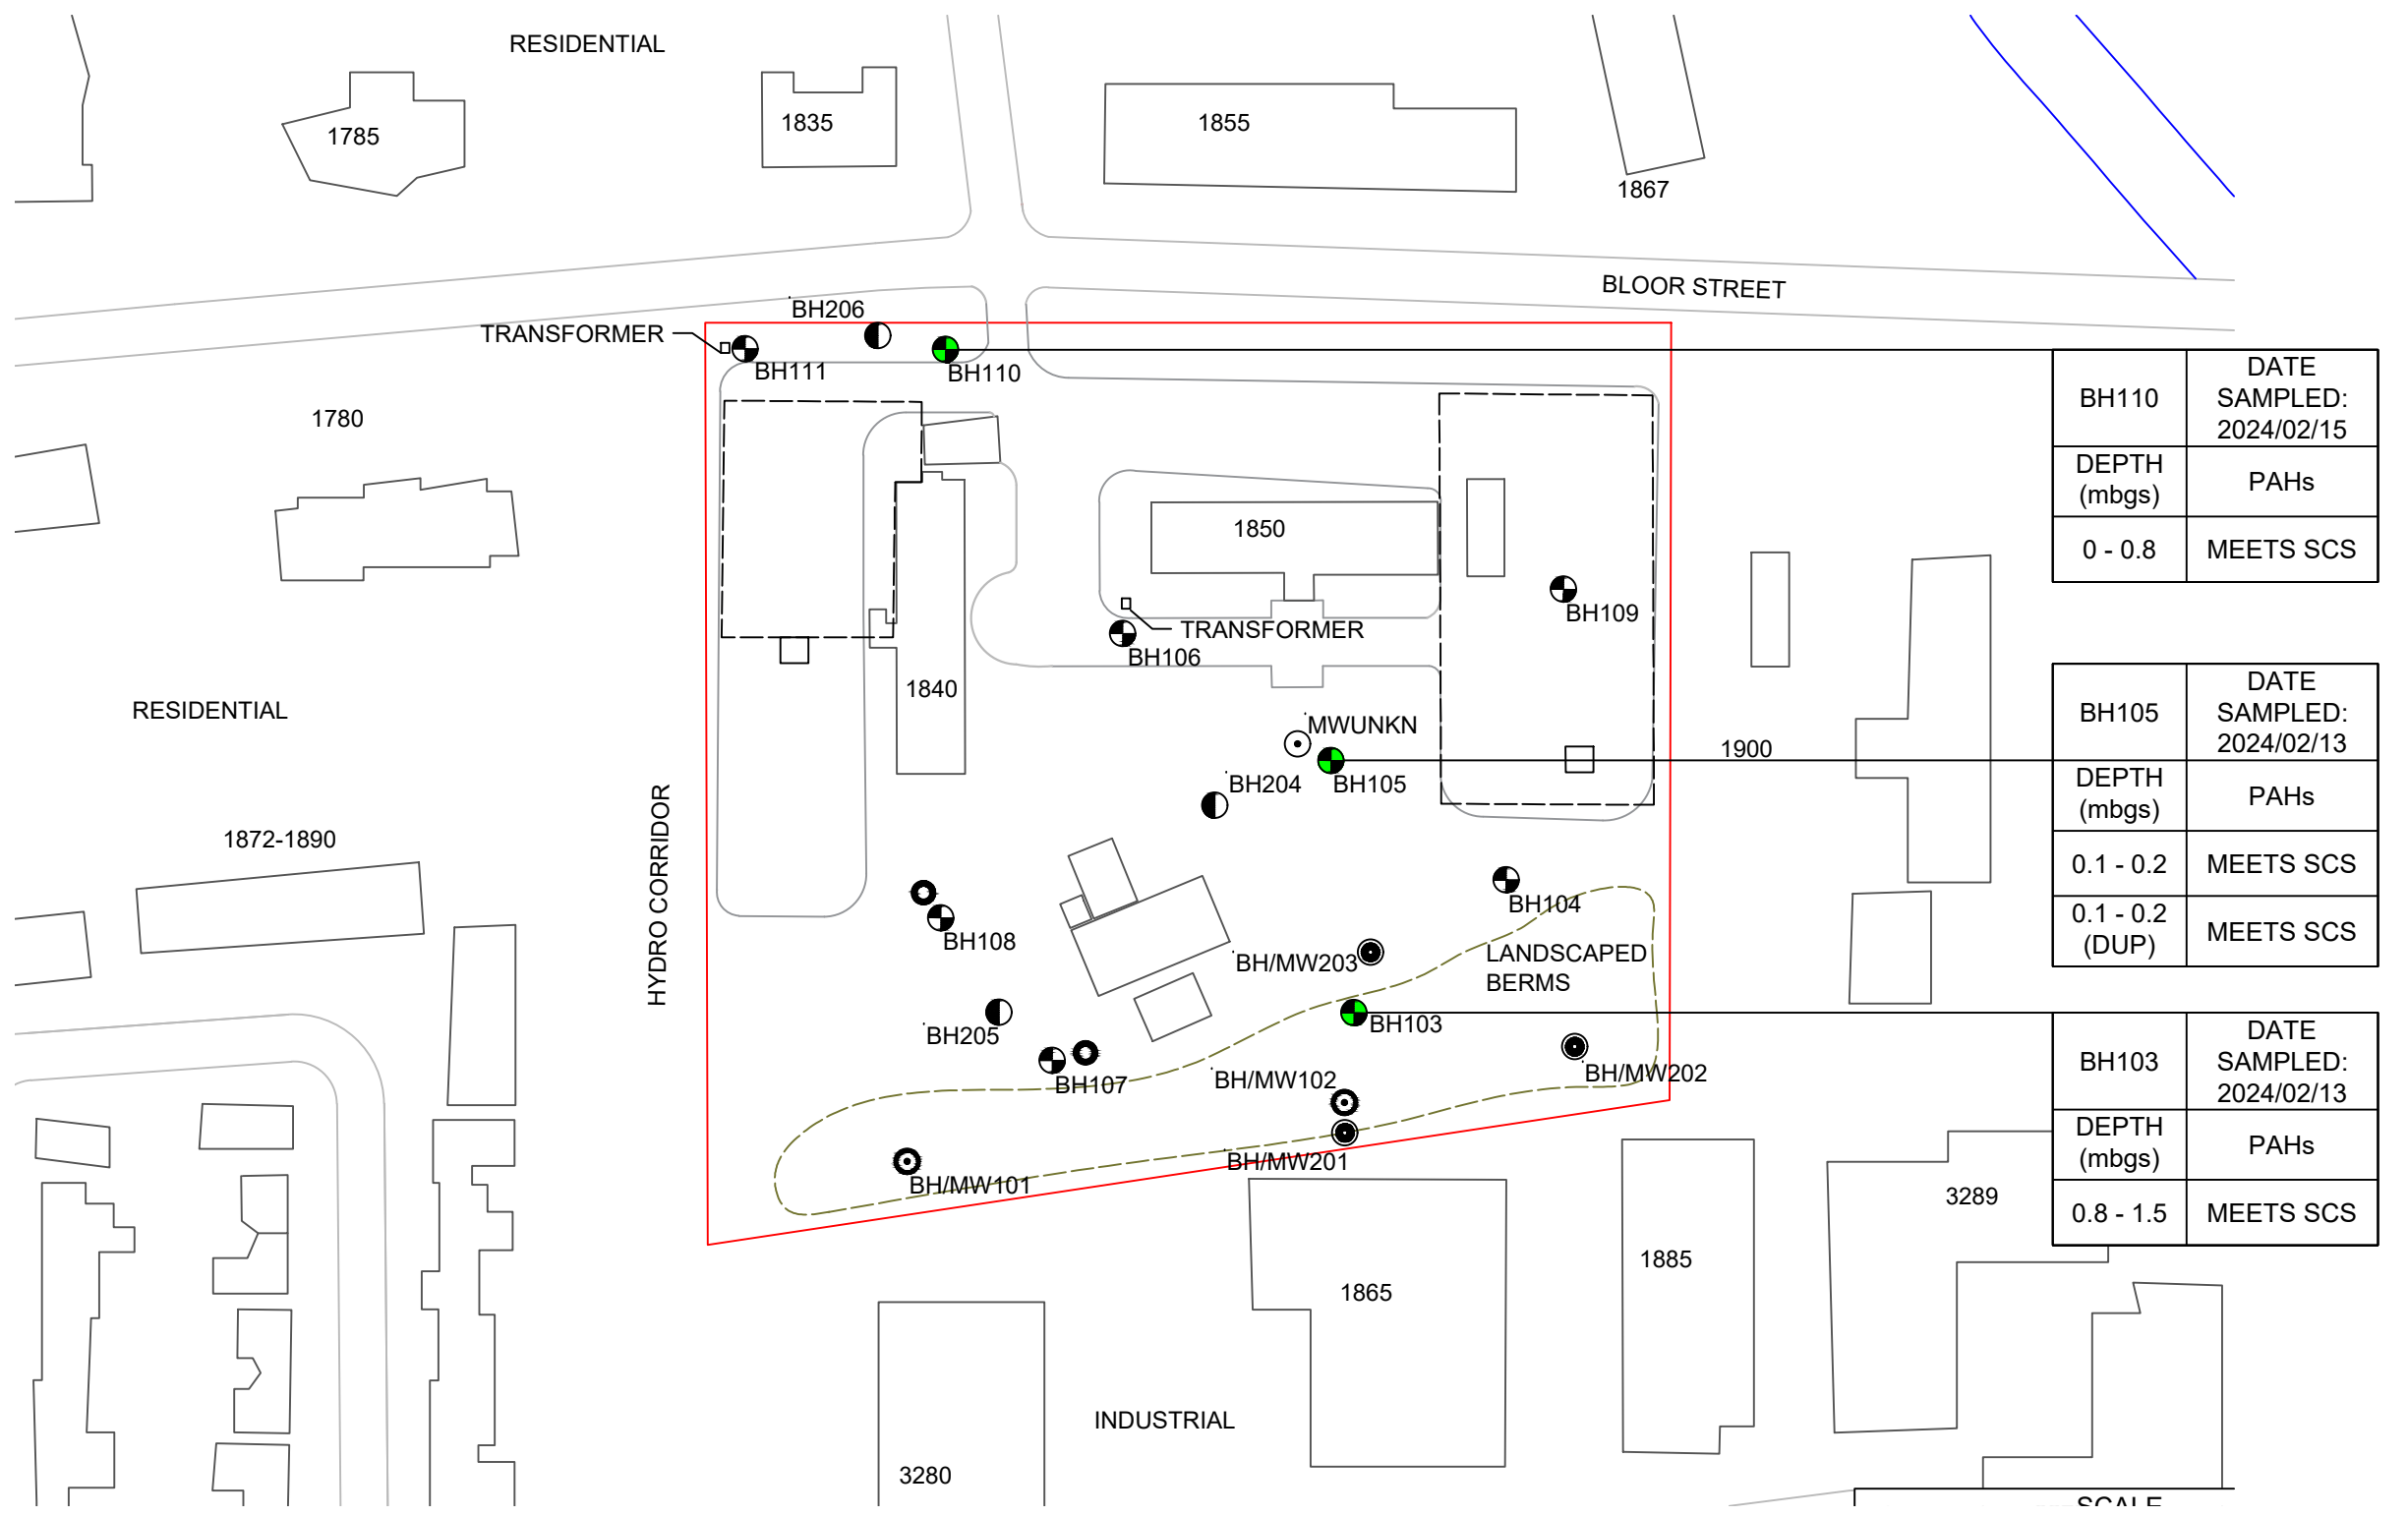 RESIDENTIAL
1785
1835
1855
1867
BLOOR STREET
BH206
TRANSFORMER
BH111
BH110
1780
1850
BH109
TRANSFORMER
BH106
1840
RESIDENTIAL
MWUNKN
1900
BH204
BH105
HYDRO CORRIDOR
1872-1890
BH104
BH108
BH/MW203
LANDSCAPED
BERMS
BH205
BH103
BH107
BH/MW102
BH/MW202
BH/MW201
BH/MW101
3289
1885
1865
INDUSTRIAL
3280
BH110
DATE
SAMPLED:
2024/02/15
DEPTH
(mbgs)
PAHs
0 - 0.8
MEETS SCS
BH105
DATE
SAMPLED:
2024/02/13
DEPTH
(mbgs)
PAHs
0.1 - 0.2
MEETS SCS
0.1 - 0.2
(DUP)
MEETS SCS
BH103
DATE
SAMPLED:
2024/02/13
DEPTH
(mbgs)
PAHs
0.8 - 1.5
MEETS SCS
SCALE